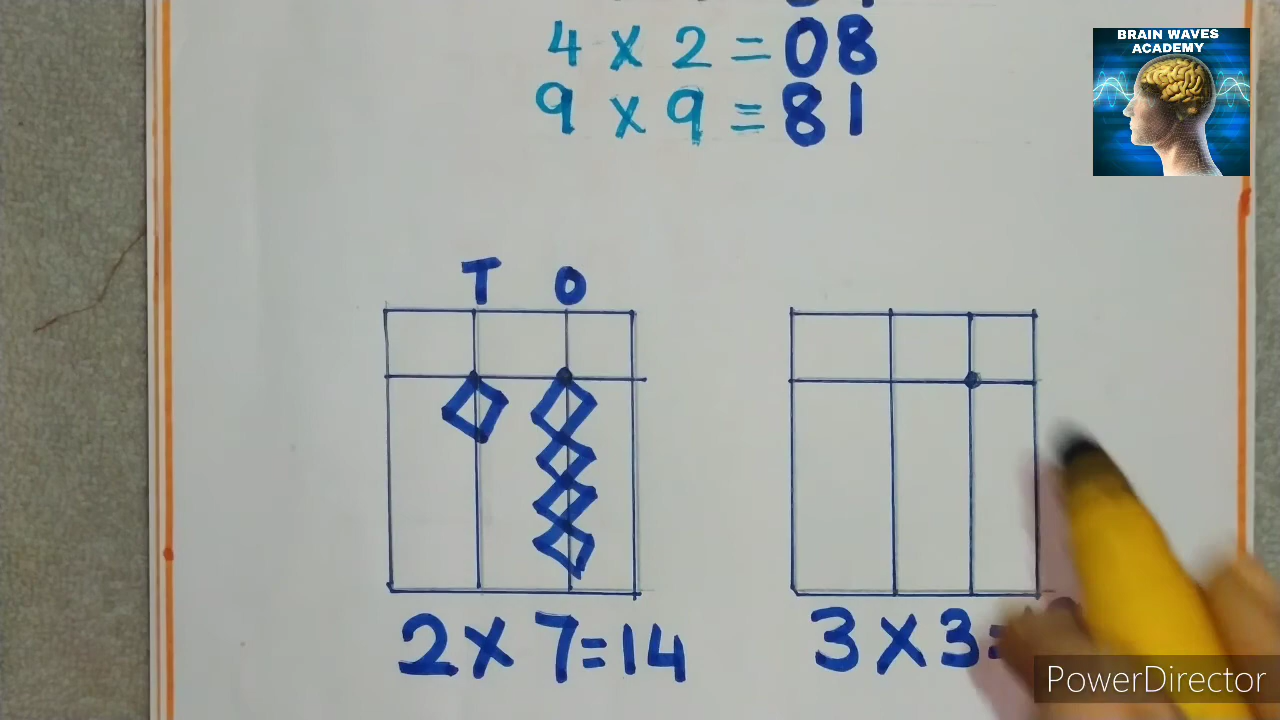 4 x 2 = 08
9 x 9 = 81
BRAIN WAVES
ACADEMY
T O
2 x 7 = 14
3 x 3 =
PowerDirector